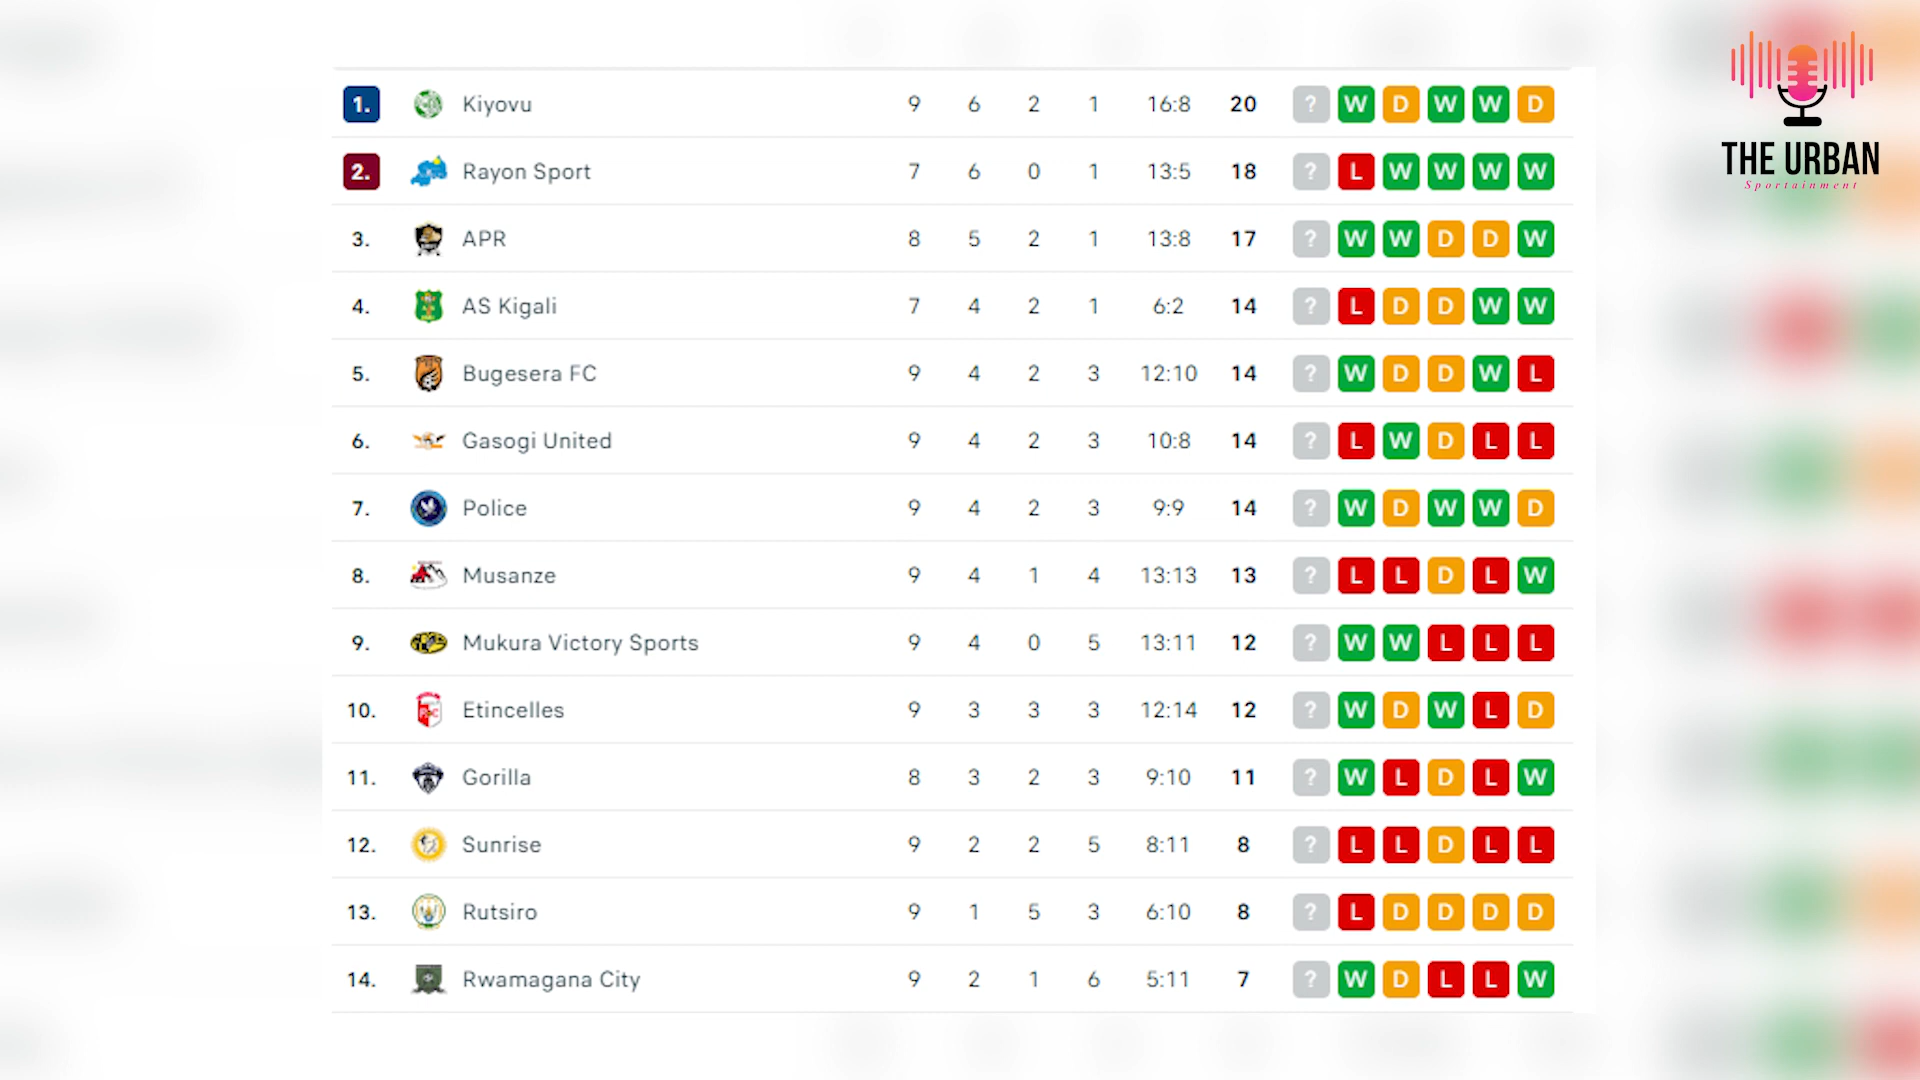 THE URBAN
Sportainment
1. Kiyovu 9 6 2 1 16:8 20 ? W D W W D
2. Rayon Sport 7 6 0 1 13:5 18 ? L W W W W
3. APR 8 5 2 1 13:8 17 ? W W D D W
4. AS Kigali 7 4 2 1 6:2 14 ? L D D W W
5. Bugesera FC 9 4 2 3 12:10 14 ? W D D W L
6. Gasogi United 9 4 2 3 10:8 14 ? L W D L L
7. Police 9 4 2 3 9:9 14 ? W D W W D
8. Musanze 9 4 1 4 13:13 13 ? L L D L W
9. Mukura Victory Sports 9 4 0 5 13:11 12 ? W W L L L
10. Etincelles 9 3 3 3 12:14 12 ? W D W L D
11. Gorilla 8 3 2 3 9:10 11 ? W L D L W
12. Sunrise 9 2 2 5 8:11 8 ? L L D L L
13. Rutsiro 9 1 5 3 6:10 8 ? L D D D D
14. Rwamagana City 9 2 1 6 5:11 7 ? W D L L W